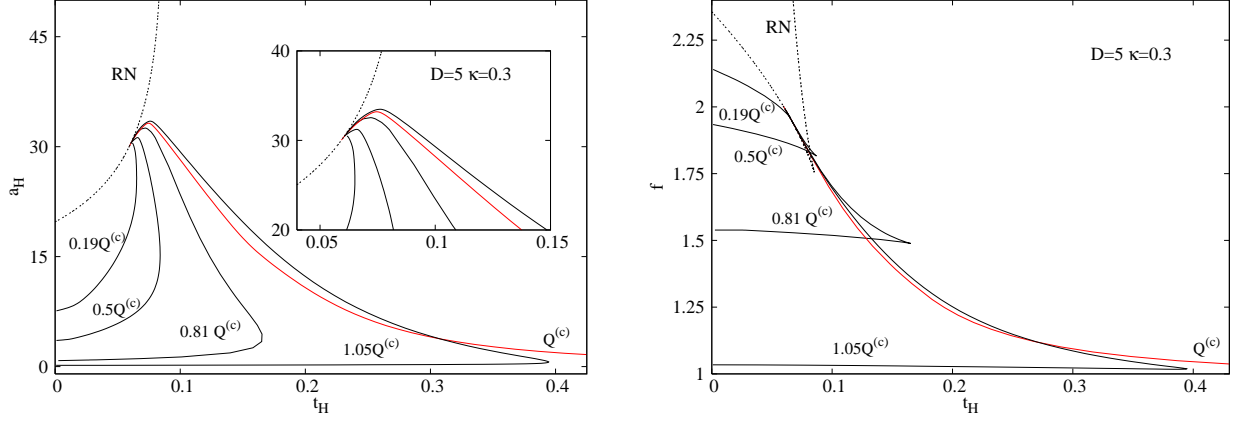 45
30
15
0
a_H
0
0.1
0.2
0.3
0.4
t_H
RN
0.19Q^(c)
0.5Q^(c)
0.81 Q^(c)
1.05Q^(c)
Q^(c)
40
30
20
0.05
0.1
0.15
D=5 κ=0.3
2.25
2
1.75
1.5
1.25
1
f
0
0.1
0.2
0.3
0.4
t_H
RN
D=5 κ=0.3
0.19Q^(c)
0.5Q^(c)
0.81 Q^(c)
1.05Q^(c)
Q^(c)